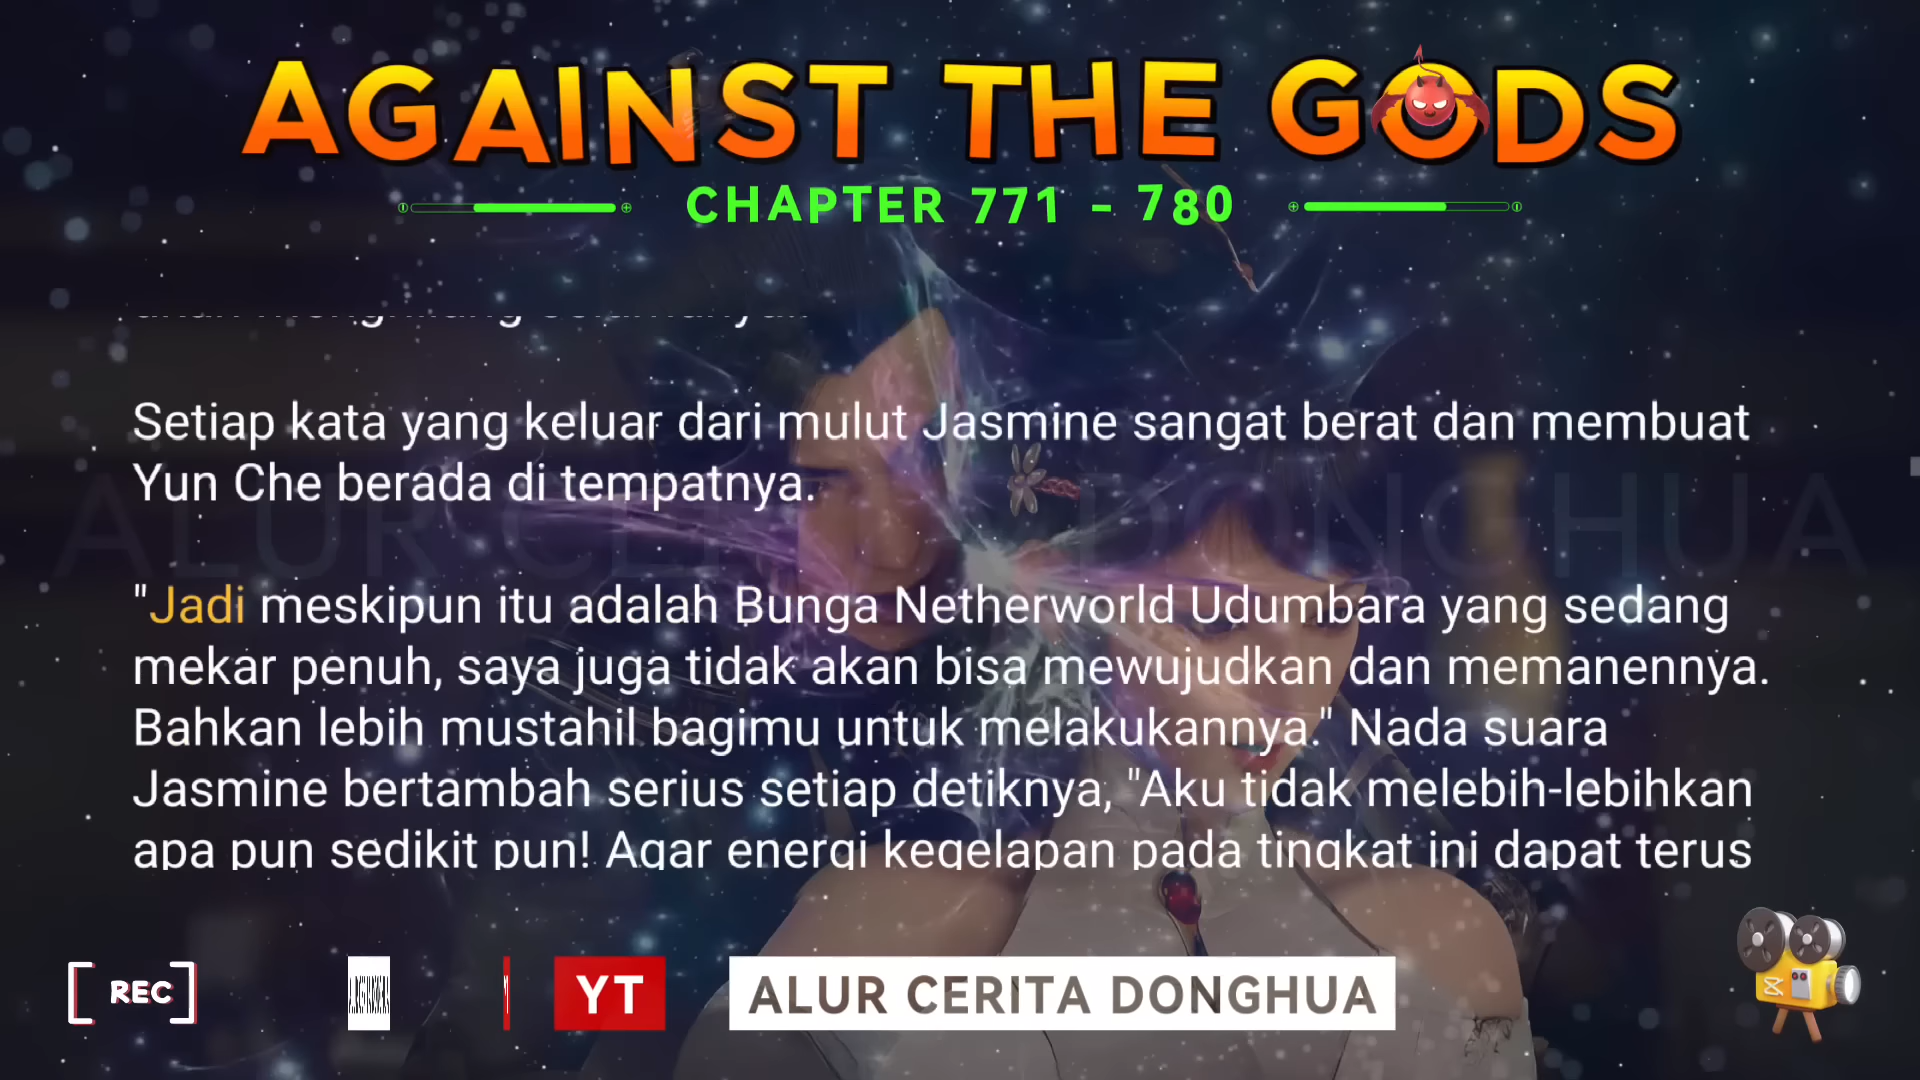 AGAINST THE GODS
CHAPTER 771 - 780
Setiap kata yang keluar dari mulut Jasmine sangat berat dan membuat
Yun Che berada di tempatnya.
ALUR CERITA DONGHUA
"Jadi meskipun itu adalah Bunga Netherworld Udumbara yang sedang
mekar penuh, saya juga tidak akan bisa mewujudkan dan memanennya.
Bahkan lebih mustahil bagimu untuk melakukannya." Nada suara
Jasmine bertambah serius setiap detiknya, "Aku tidak melebih-lebihkan
apa pun sedikit pun! Agar energi kegelapan pada tingkat ini dapat terus
REC
YT
ALUR CERITA DONGHUA